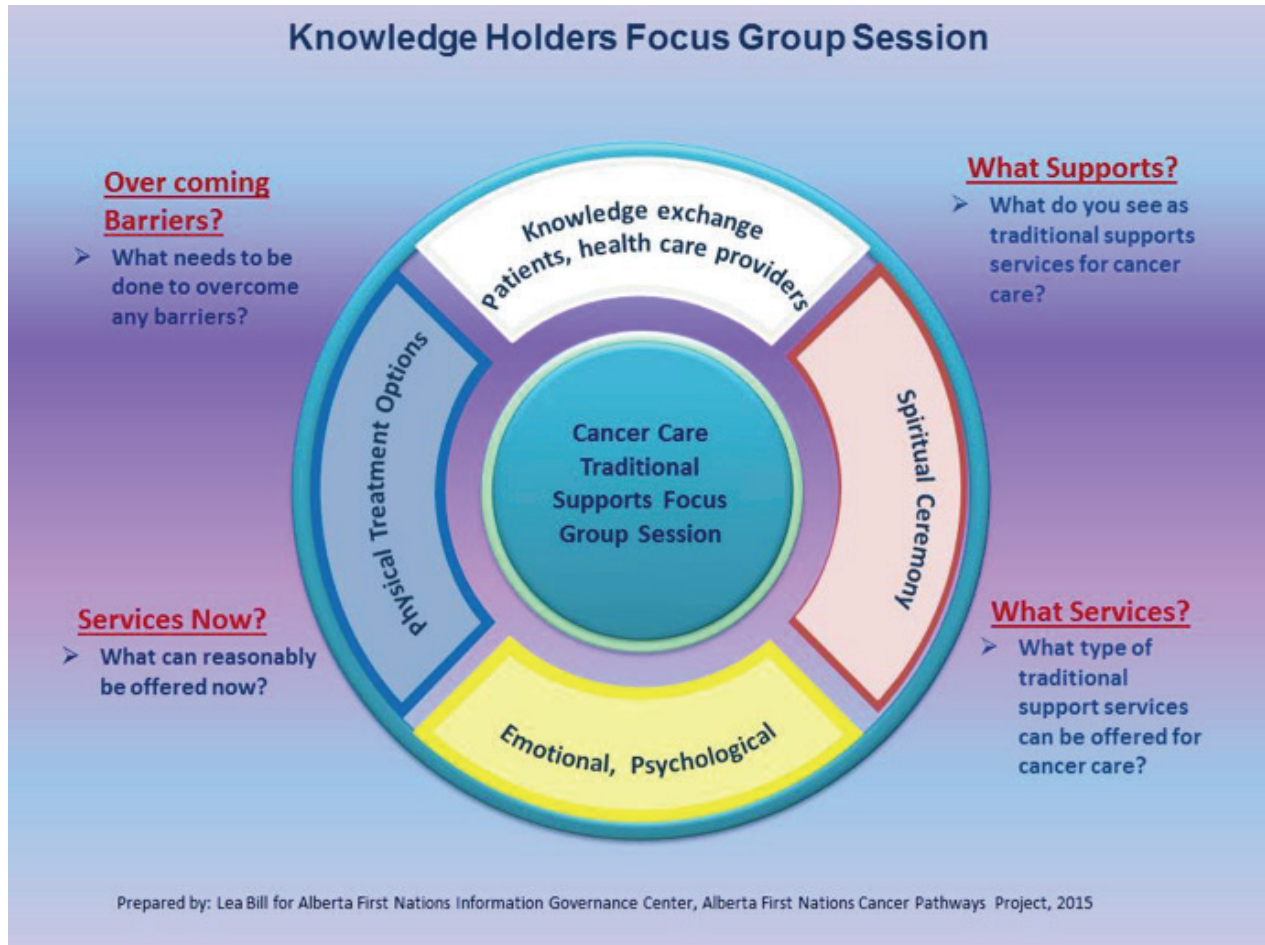 Knowledge Holders Focus Group Session
Over coming
Barriers?
➢ What needs to be
done to overcome
any barriers?
What Supports?
➢ What do you see as
traditional supports
services for cancer
care?
Knowledge exchange
Patients, health care providers
Physical Treatment Options
Cancer Care
Traditional
Supports Focus
Group Session
Spiritual Ceremony
Emotional, Psychological
Services Now?
➢ What can reasonably
be offered now?
What Services?
➢ What type of
traditional
support services
can be offered for
cancer care?
Prepared by: Lea Bill for Alberta First Nations Information Governance Center, Alberta First Nations Cancer Pathways Project, 2015